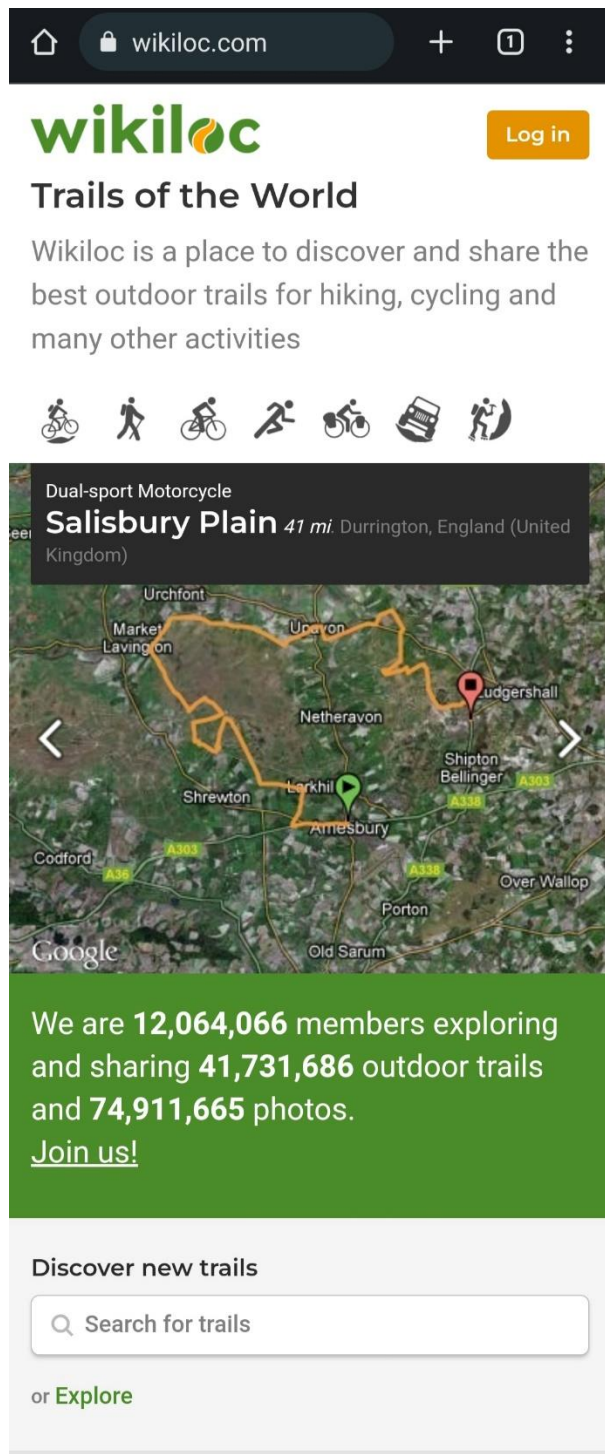 wikiloc.com
1
wikiloc
Log in
Trails of the World
Wikiloc is a place to discover and share the
best outdoor trails for hiking, cycling and
many other activities
Dual-sport Motorcycle
Salisbury Plain 41 mi. Durrington, England (United
Kingdom)
Urchfont
Market
Lavington
Upavon
Ludgershall
Netheravon
Shipton
Bellinger
A303
Larkhil
Shrewton
A338
Amesbury
A303
Codford
A36
A338
Over Wallop
Porton
Google
Old Sarum
We are 12,064,066 members exploring
and sharing 41,731,686 outdoor trails
and 74,911,665 photos.
Join us!
Discover new trails
Search for trails
or Explore